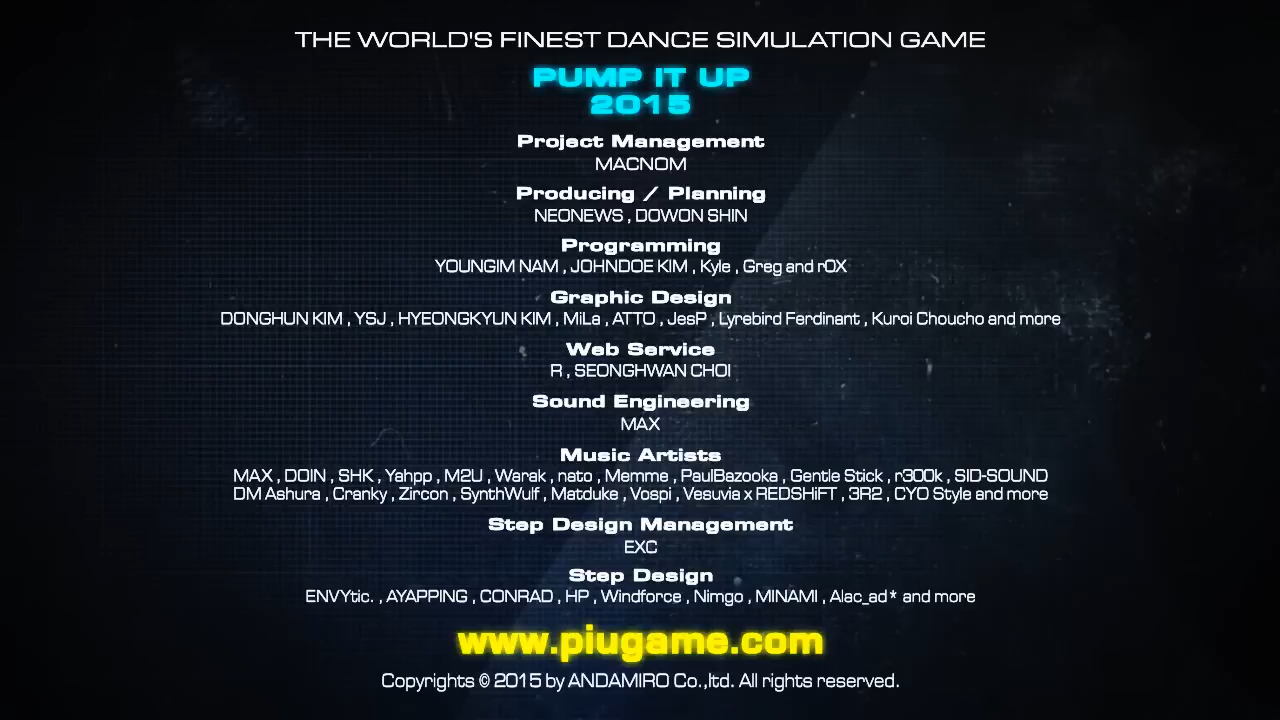 THE WORLD'S FINEST DANCE SIMULATION GAME
PUMP IT UP
2015
Project Management
MACNOM
Producing / Planning
NEONEWS , DOWON SHIN
Programming
YOUNGIM NAM , JOHNDOE KIM , Kyle , Greg and r0X
Graphic Design
DONGHUN KIM , YSJ , HYEONGKYUN KIM , MiLa , ATTO , JesP , Lyrebird Ferdinant , Kuroi Choucho and more
Web Service
R , SEONGHWAN CHOI
Sound Engineering
MAX
Music Artists
MAX , DOIN , SHK , Yahpp , M2U , Warak , nato , Memme , PaulBazooka , Gentle Stick , r300k , SID-SOUND
DM Ashura , Cranky , Zircon , SynthWulf , Matduke , Vospi , Vesuvia x REDSHiFT , 3R2 , CYO Style and more
Step Design Management
EXC
Step Design
ENVYtic. , AYAPPING , CONRAD , HP , Windforce , Nimgo , MINAMI , Alac_ad* and more
www.piugame.com
Copyrights © 2015 by ANDAMIRO Co.,ltd. All rights reserved.